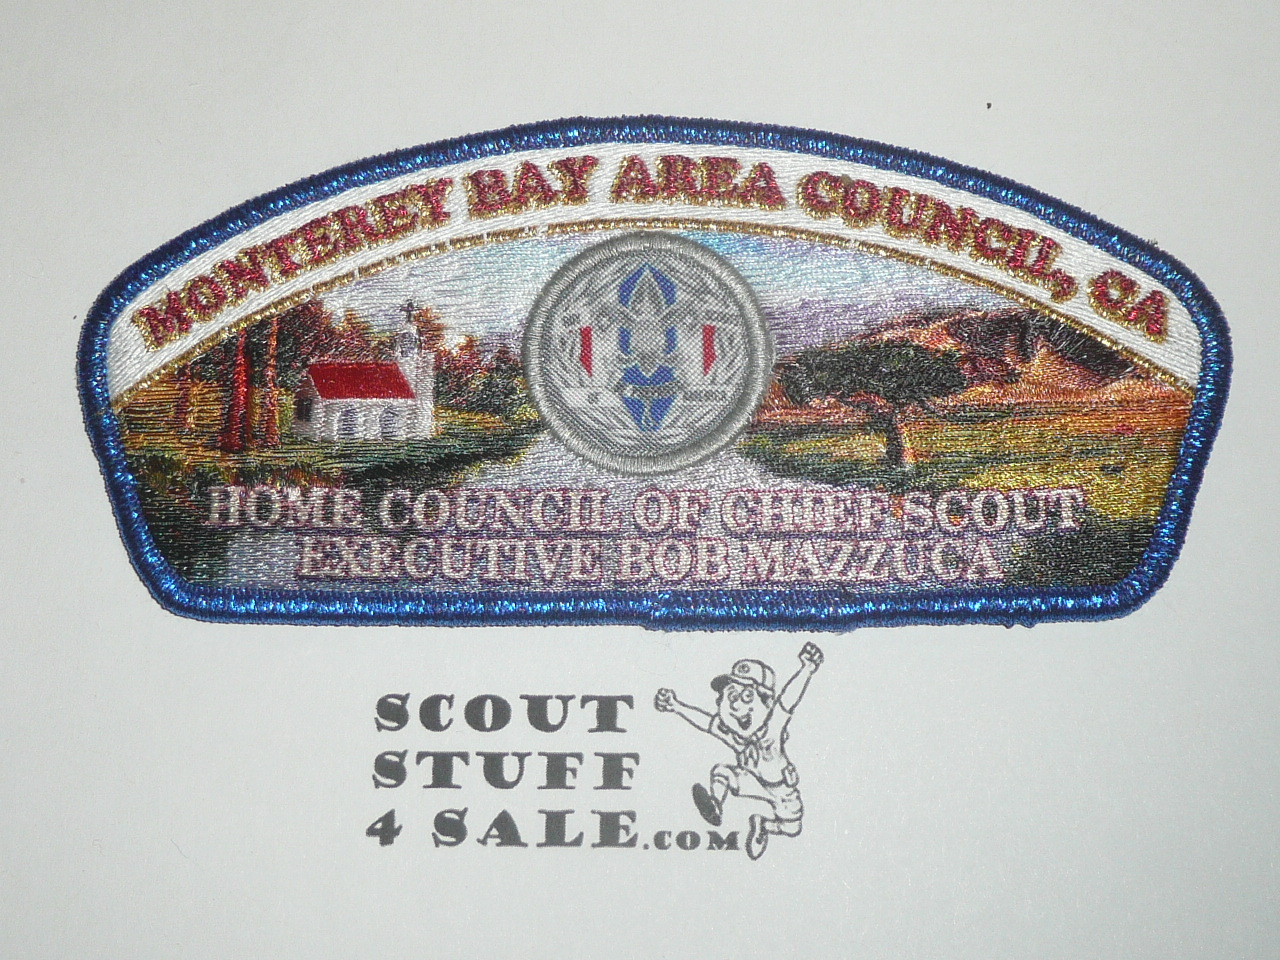 MONTEREY BAY AREA COUNCIL, CA
HOME COUNCIL OF CHIEF SCOUT
EXECUTIVE BOB MAZZUCA
SCOUT
STUFF
4 SALE.COM